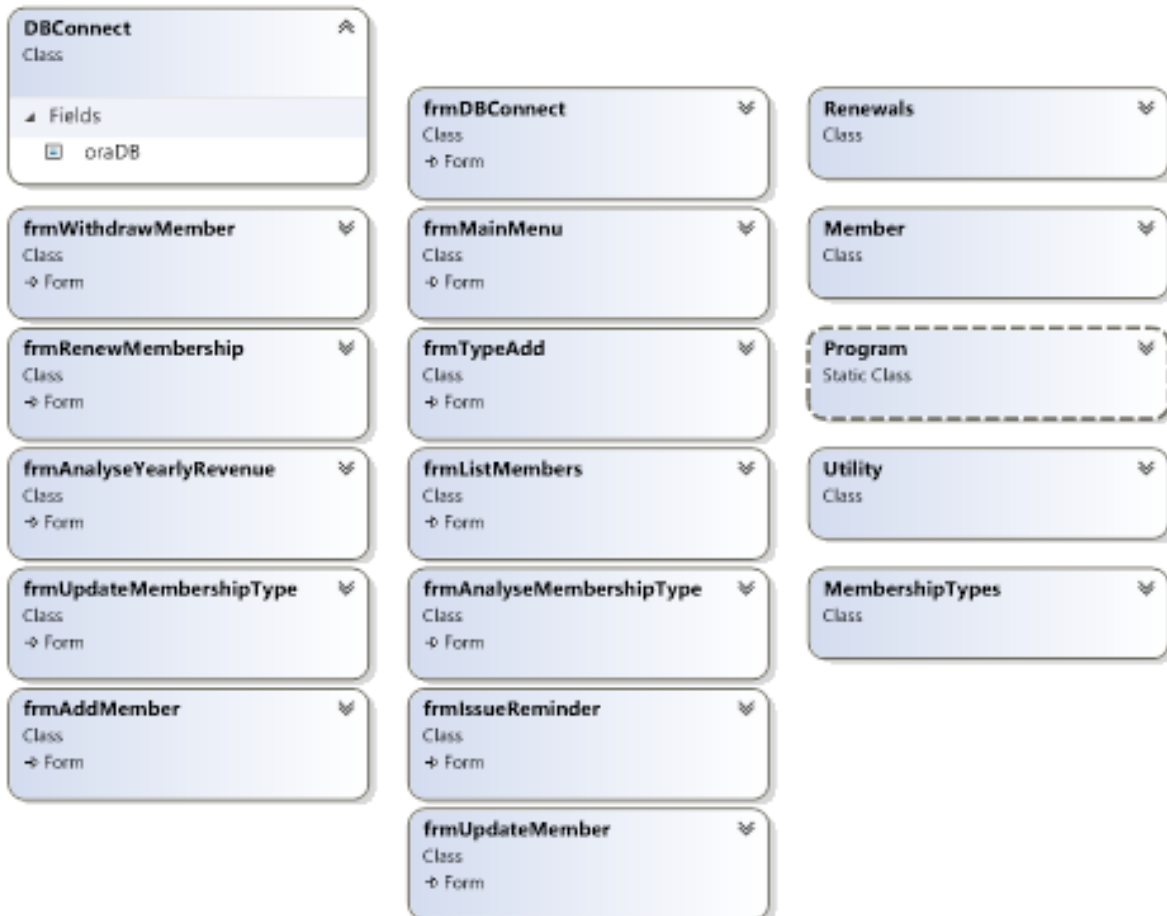 DBConnect
Class
Fields
oraDB
frmWithdrawMember
Class
Form
frmRenewMembership
Class
Form
frmAnalyseYearlyRevenue
Class
Form
frmUpdateMembershipType
Class
Form
frmAddMember
Class
Form
frmDBConnect
Class
Form
frmMainMenu
Class
Form
frmTypeAdd
Class
Form
frmListMembers
Class
Form
frmAnalyseMembershipType
Class
Form
frmIssueReminder
Class
Form
frmUpdateMember
Class
Form
Renewals
Class
Member
Class
Program
Static Class
Utility
Class
MembershipTypes
Class